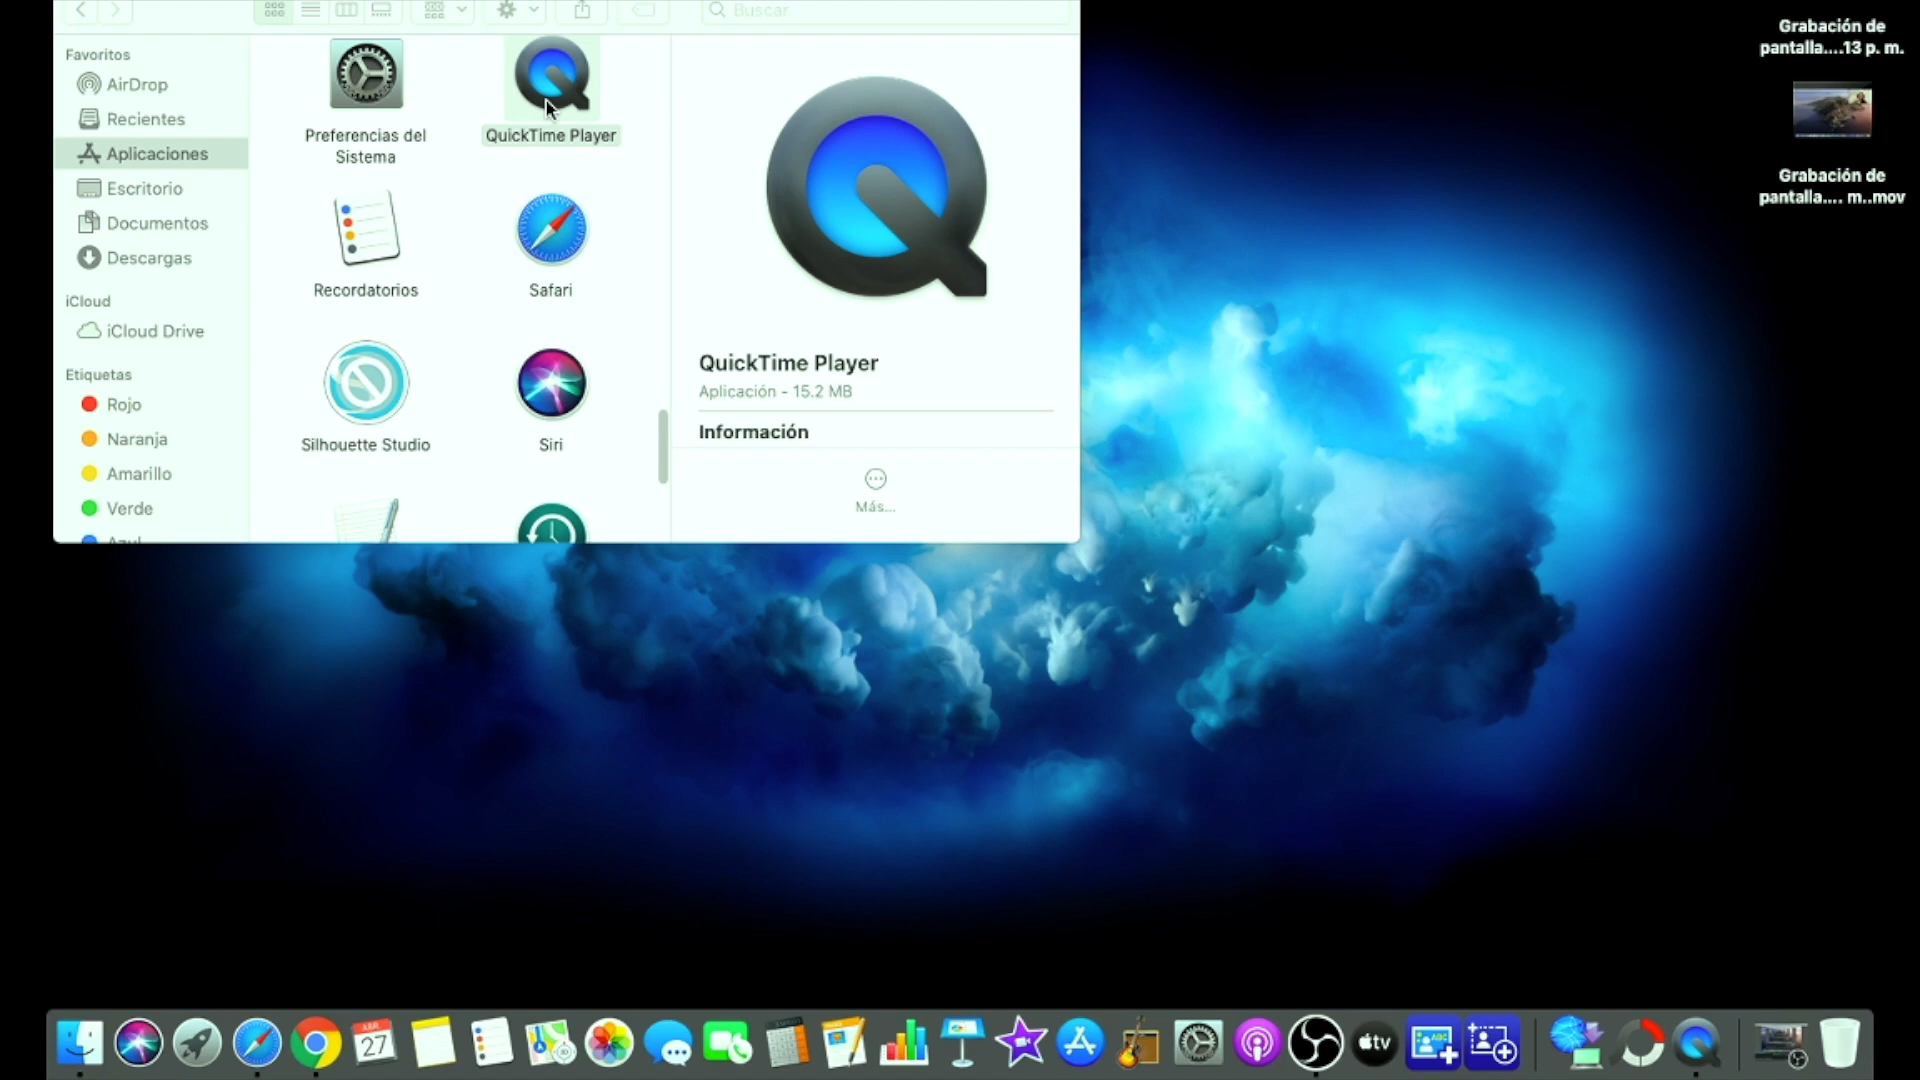 Buscar
Favoritos
AirDrop
Recientes
Aplicaciones
Escritorio
Documentos
Descargas
iCloud
iCloud Drive
Etiquetas
Rojo
Naranja
Amarillo
Verde
Azul
Preferencias del
Sistema
QuickTime Player
Recordatorios
Safari
Silhouette Studio
Siri
QuickTime Player
Aplicación - 15.2 MB
Información
Más...
Grabación de
pantalla....13 p. m.
Grabación de
pantalla.... m..mov
27
tv